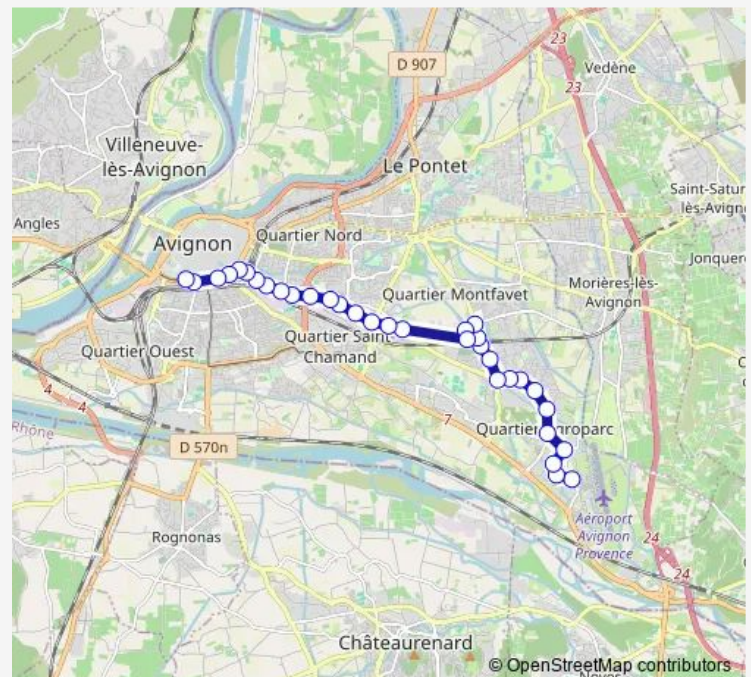 23
D 907
Vedène
23
Villeneuve-
lès-Avignon
Le Pontet
Saint-Satur
lès-Avign
Angles
Avignon
Quartier Nord
Jonquer
Quartier Montfavet
Morières-lès-
Avignon
Quartier Ouest
Quartier Saint-
Chamand
4
4
7
Rhône
D 570n
Quartier
groparc
Aéroport
Avignon
Provence
Rognonas
24
24
Châteaurenard
© OpenStreetMap contributors